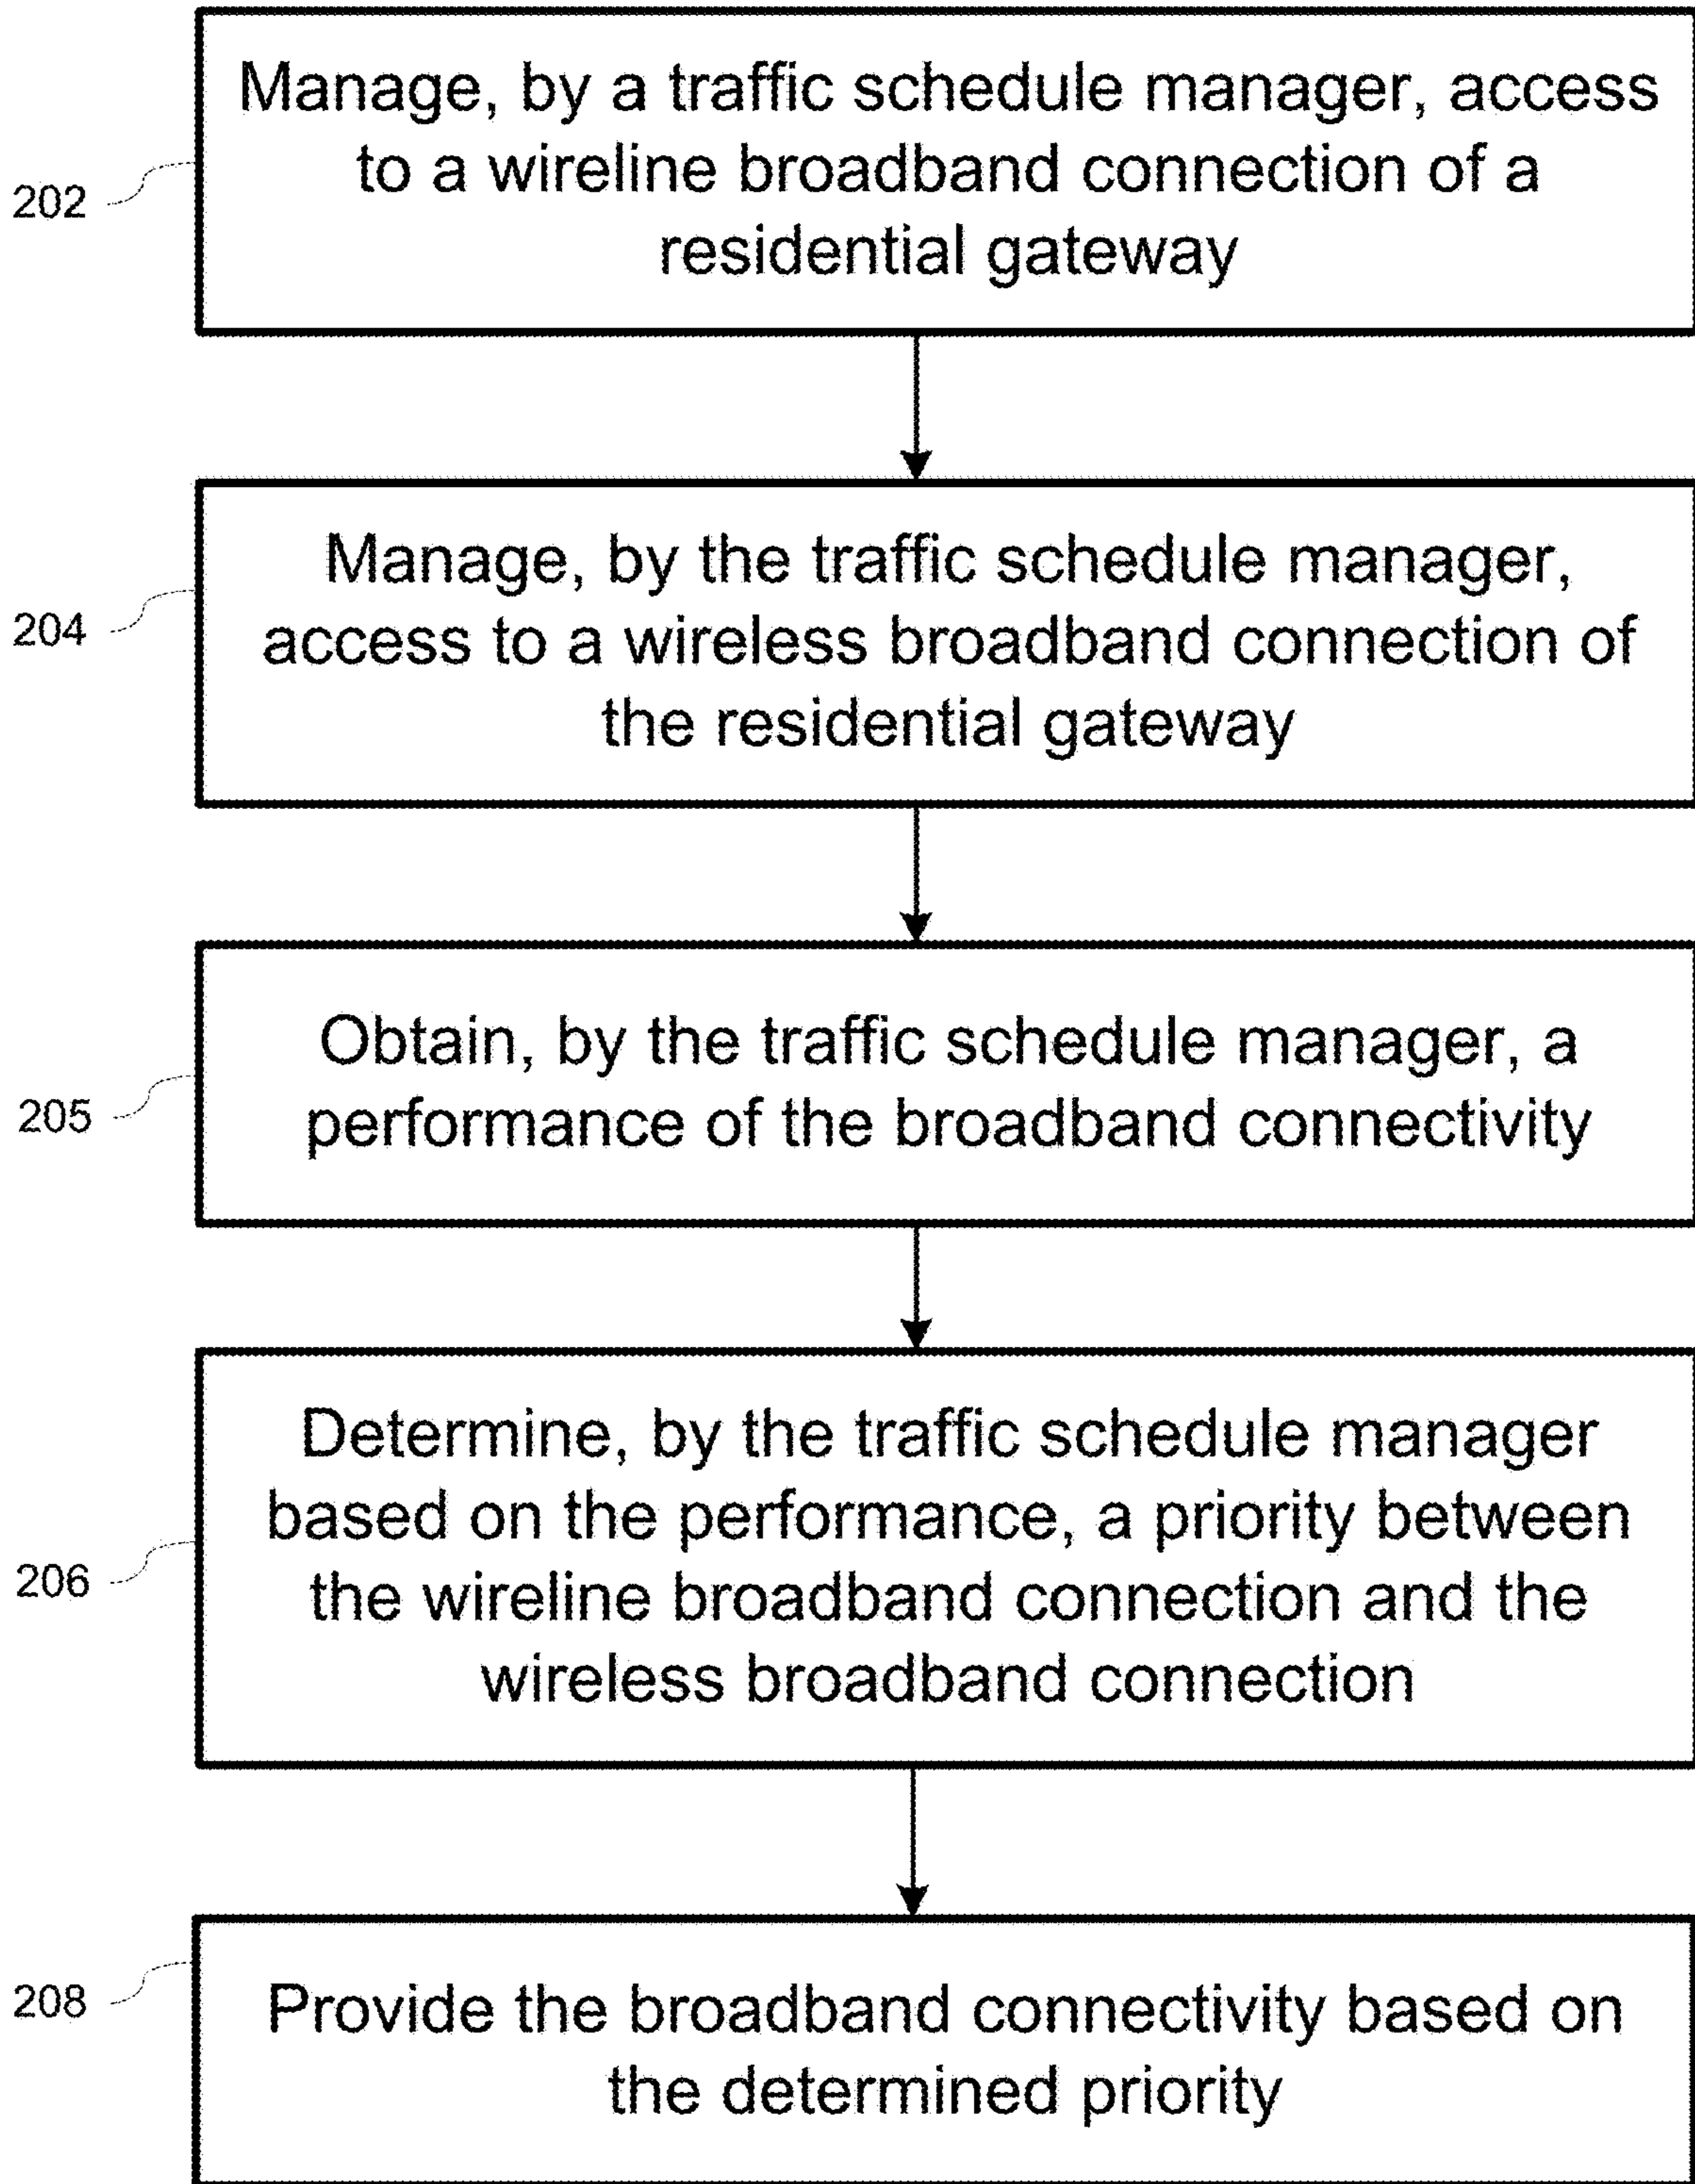 Manage, by a traffic schedule manager, access
to a wireline broadband connection of a
residential gateway
202
Manage, by the traffic schedule manager,
access to a wireless broadband connection of
the residential gateway
204
Obtain, by the traffic schedule manager, a
performance of the broadband connectivity
205
Determine, by the traffic schedule manager
based on the performance, a priority between
the wireline broadband connection and the
wireless broadband connection
206
Provide the broadband connectivity based on
the determined priority
208